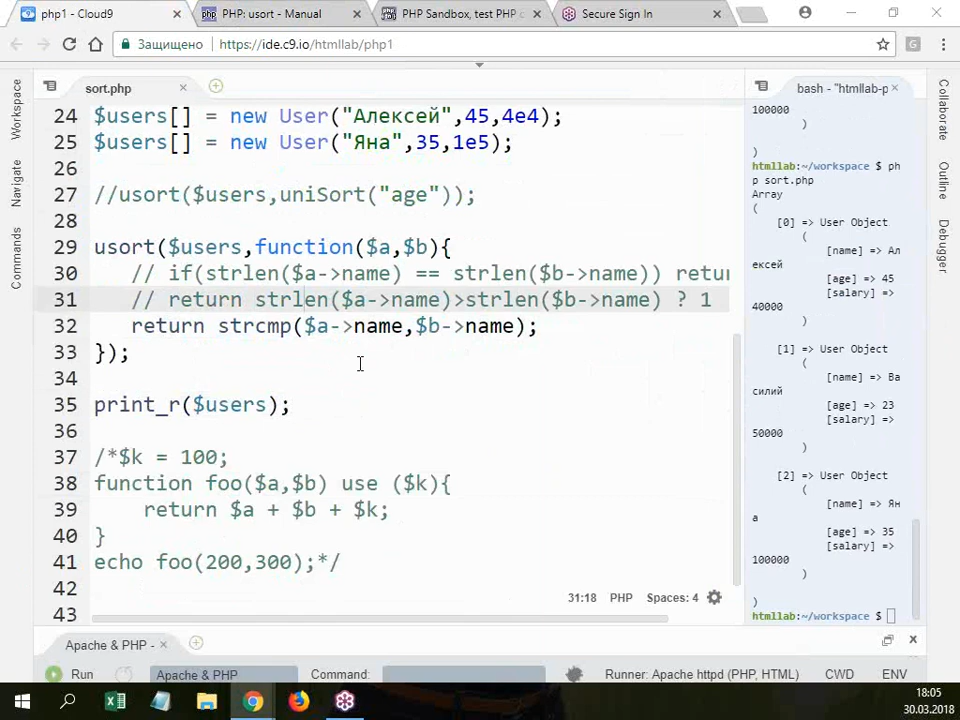 php1 - Cloud9
PHP: usort - Manual
PHP Sandbox, test PHP
Secure Sign In
Защищено
https://ide.c9.io/htmllab/php1
Workspace
Navigate
Commands
sort.php
24 $users[] = new User("Алексей",45,4e4);
25 $users[] = new User("Яна",35,1e5);
26
27 //usort($users,uniSort("age"));
28
29 usort($users,function($a,$b){
30 // if(strlen($a->name) == strlen($b->name)) retur
31 // return strlen($a->name)>strlen($b->name) ? 1
32 return strcmp($a->name,$b->name);
33 });
34
35 print_r($users);
36
37 /*$k = 100;
38 function foo($a,$b) use ($k){
39 return $a + $b + $k;
40 }
41 echo foo(200,300);*/
42
43
31:18 PHP Spaces: 4
bash - "htmllab-p
100000
)
)
htmllab:~/workspace $ ph
p sort.php
Array
(
[0] => User Object
(
[name] => Ал
ексей
[age] => 45
[salary] =>
40000
)
[1] => User Object
(
[name] => Ва
силий
[age] => 23
[salary] =>
50000
)
[2] => User Object
(
[name] => Ян
а
[age] => 35
[salary] =>
100000
)
)
htmllab:~/workspace $
Collaborate
Outline
Debugger
Apache & PHP -
Run
Apache & PHP
Command:
Runner: Apache httpd (PHP, HTML)
CWD
ENV
18:05
30.03.2018